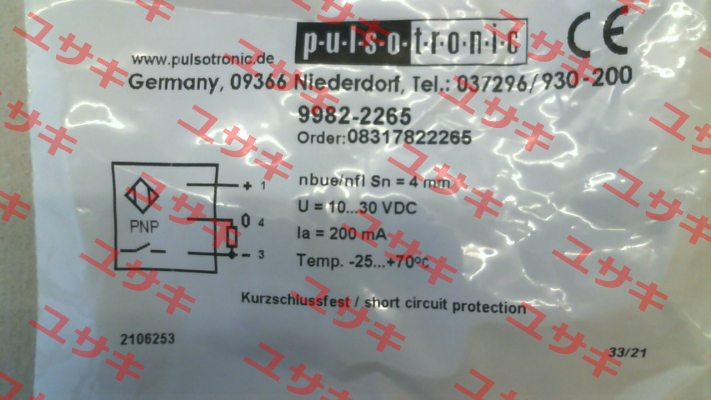 p·u·l·s·o·t·r·o·n·i·c CE
www.pulsotronic.de
Germany, 09366 Niederdorf, Tel.: 037296/930-200
9982-2265
Order:08317822265
nbue/nfl Sn = 4 mm
U = 10...30 VDC
Ia = 200 mA
Temp. -25...+70°C
+ 1
4
PNP
- 3
Kurzschlussfest / short circuit protection
2106253
33/21
ユサキ